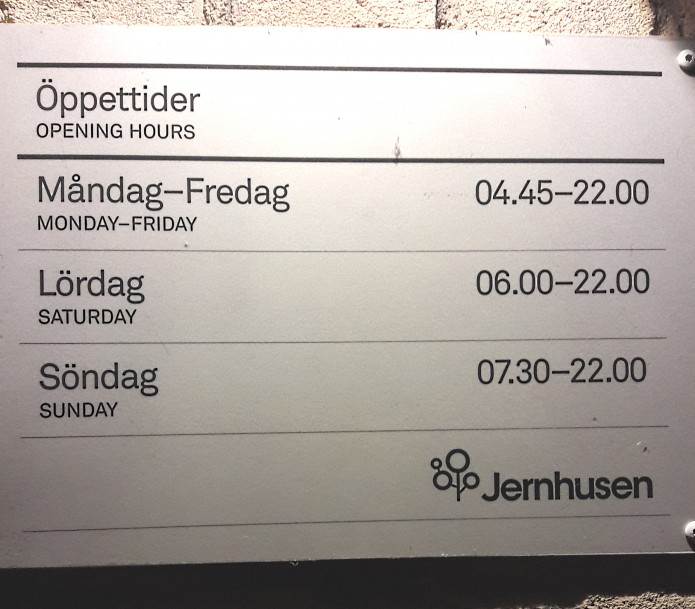 Öppettider
OPENING HOURS
Måndag–Fredag 04.45–22.00
MONDAY–FRIDAY
Lördag 06.00–22.00
SATURDAY
Söndag 07.30–22.00
SUNDAY
Jernhusen